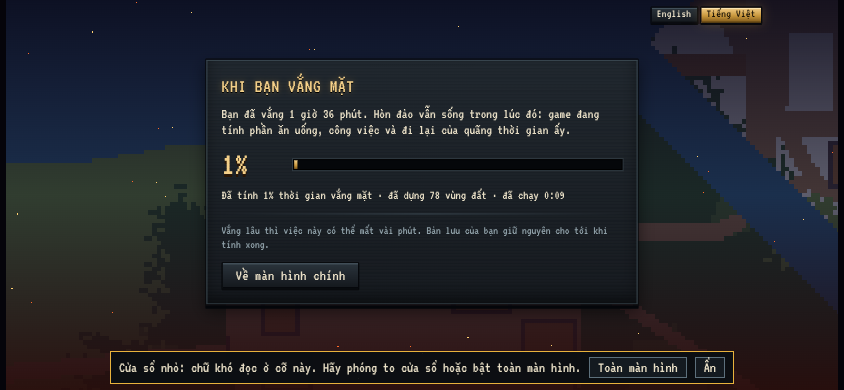 English Tiếng Việt
KHI BẠN VẮNG MẶT
Bạn đã vắng 1 giờ 36 phút. Hòn đảo vẫn sống trong lúc đó: game đang
tính phần ăn uống, công việc và đi lại của quãng thời gian ấy.
1%
Đã tính 1% thời gian vắng mặt · đã dựng 78 vùng đất · đã chạy 0:09
Vắng lâu thì việc này có thể mất vài phút. Bản lưu của bạn giữ nguyên cho tới khi
tính xong.
Về màn hình chính
Cửa sổ nhỏ: chữ khó đọc ở cỡ này. Hãy phóng to cửa sổ hoặc bật toàn màn hình. Toàn màn hình Ẩn